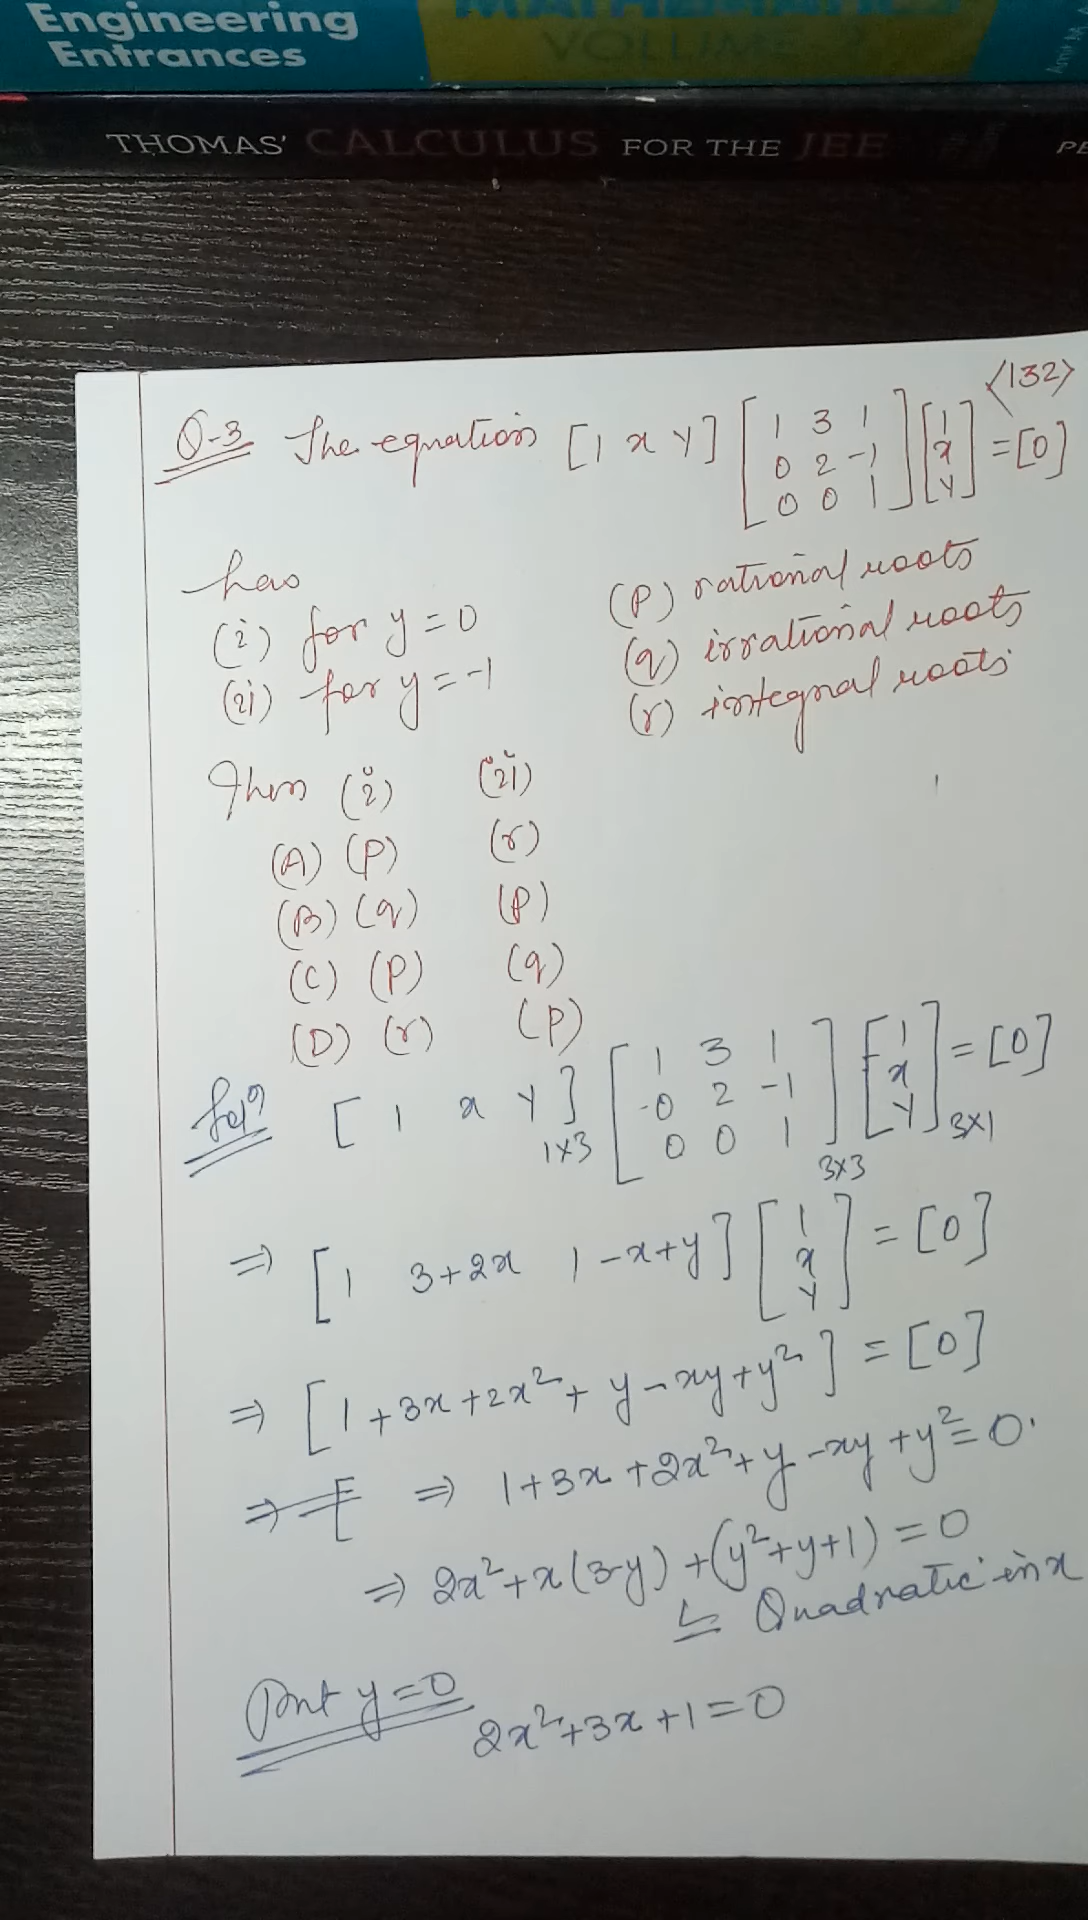 Engineering
Entrances
MATHEMATICS
VOLUME 2
THOMAS' CALCULUS FOR THE JEE
<132>
Q-3 The equation [1 x y] [1 3 1; 0 2 -1; 0 0 1] [1; x; y] = [0]
has
(i) for y = 0 (p) rational roots
(ii) for y = -1 (q) irrational roots
(r) integral roots
Then (i) (ii)
(A) (p) (r)
(B) (q) (p)
(C) (p) (q)
(D) (r) (p)
Solⁿ [1 x y]1×3 [1 3 1; 0 2 -1; 0 0 1]3×3 [1; x; y]3×1 = [0]
⇒ [1 3+2x 1-x+y] [1; x; y] = [0]
⇒ [1+3x+2x²+y-xy+y²] = [0]
⇒ ⇒ 1+3x+2x²+y-xy+y²=0.
⇒ 2x²+x(3-y)+(y²+y+1)=0
↳ Quadratic in x
Put y=0
2x²+3x+1=0